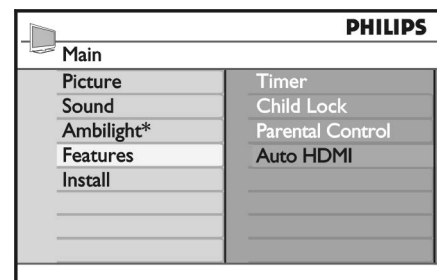 PHILIPS
Main
Picture
Sound
Ambilight*
Features
Install
Timer
Child Lock
Parental Control
Auto HDMI